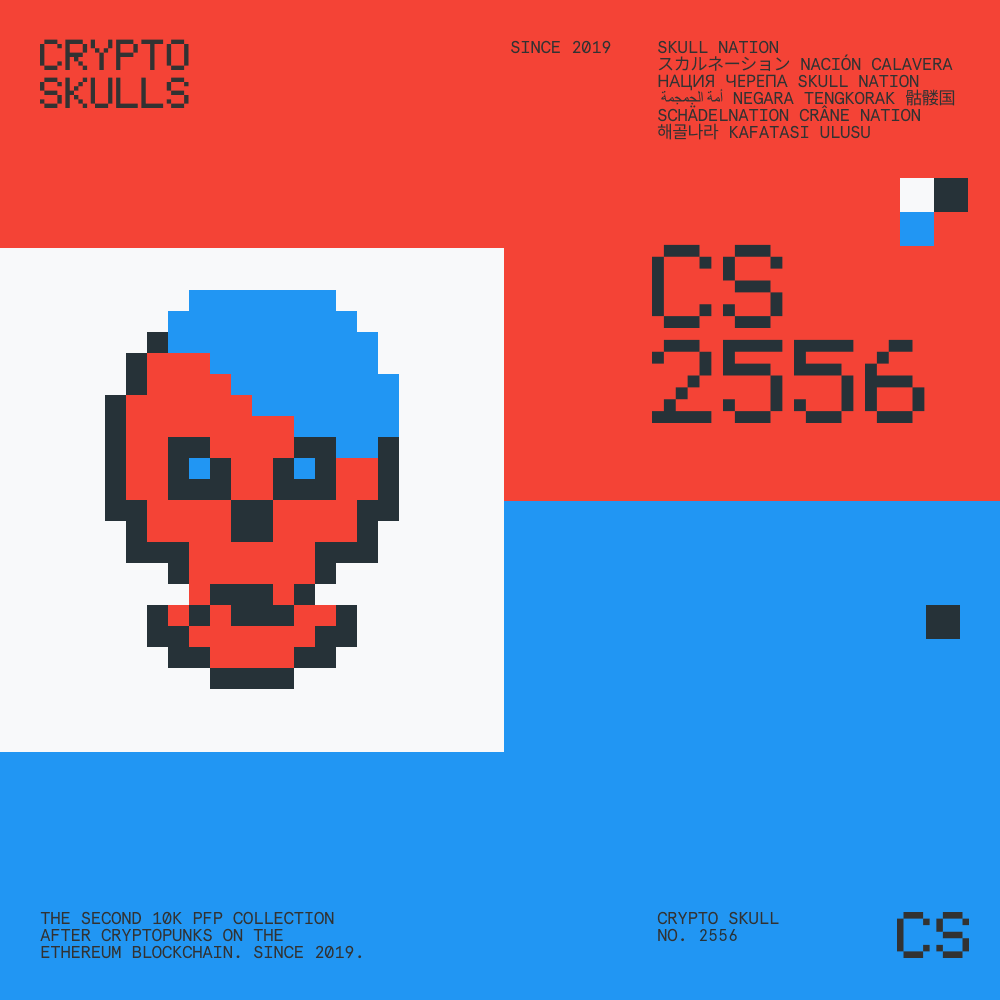 CRYPTO
SKULLS
SINCE 2019
SKULL NATION
スカルネーション NACIÓN CALAVERA
НАЦИЯ ЧЕРЕПА SKULL NATION
أمة الجمجمة NEGARA TENGKORAK 骷髅国
SCHÄDELNATION CRÂNE NATION
해골나라 KAFATASI ULUSU
CS
2556
THE SECOND 10K PFP COLLECTION
AFTER CRYPTOPUNKS ON THE
ETHEREUM BLOCKCHAIN. SINCE 2019.
CRYPTO SKULL
NO. 2556
CS